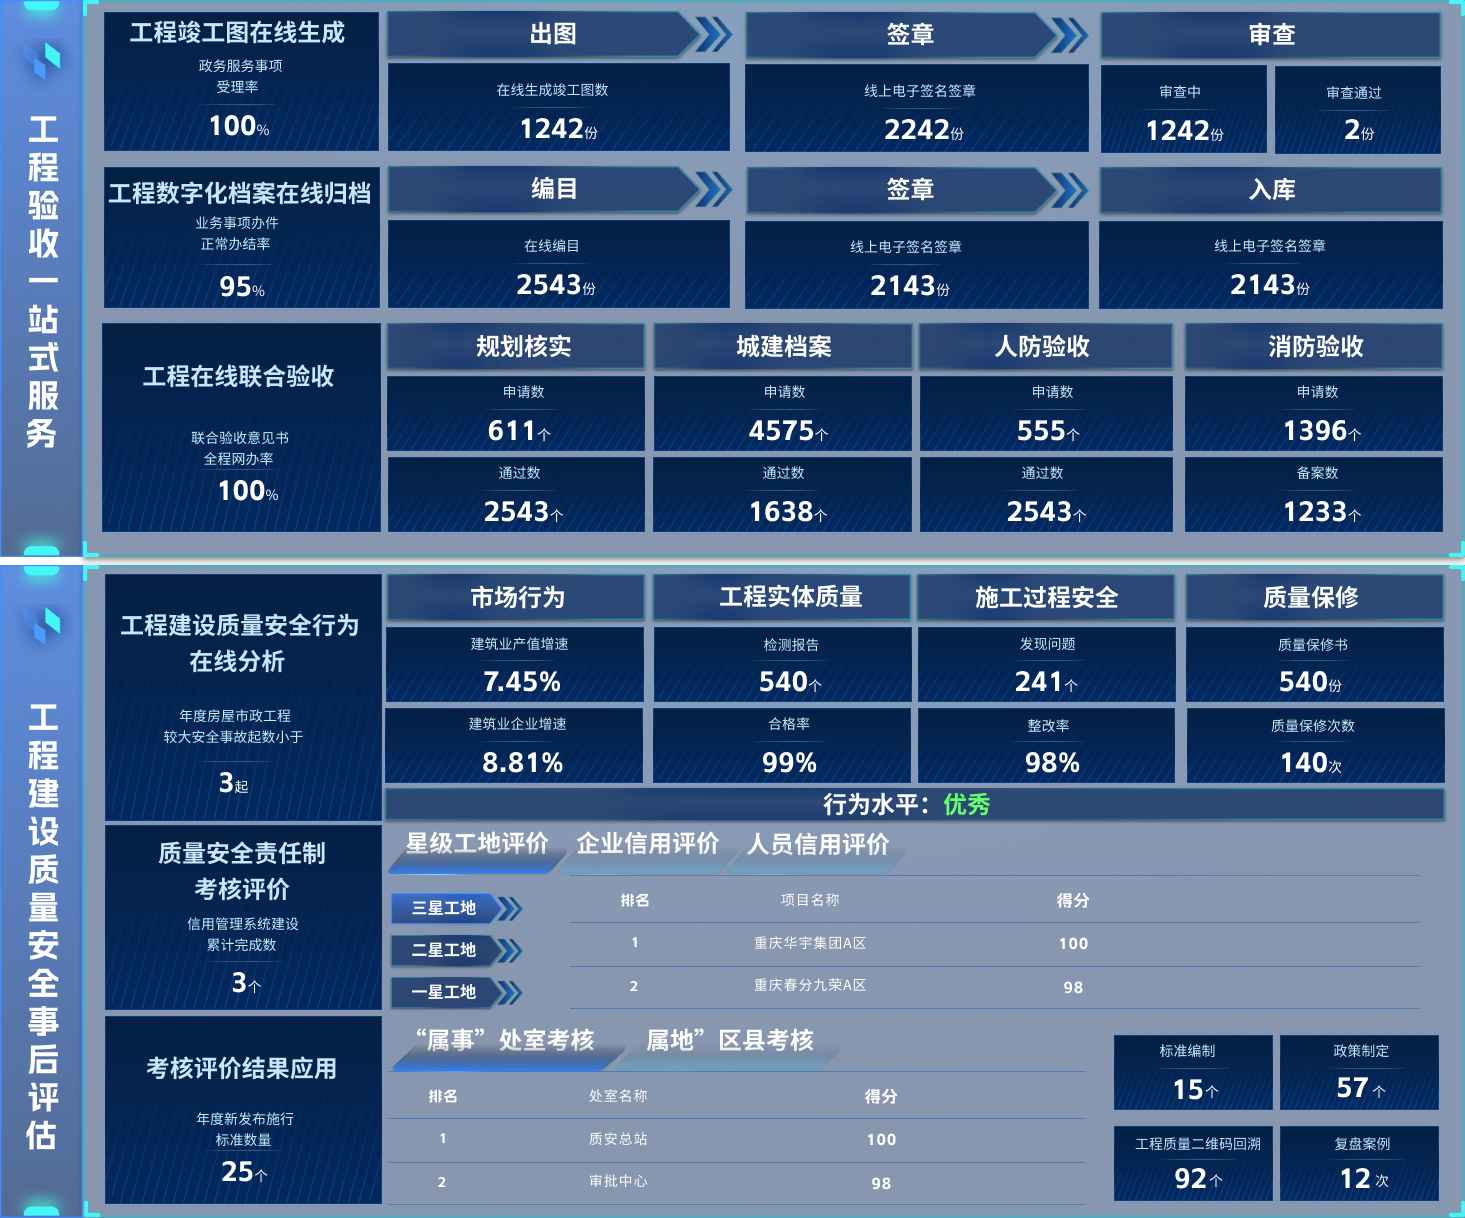 工程验收一站式服务
工程竣工图在线生成
政务服务事项
受理率
100%
出图
在线生成竣工图数
1242份
签章
线上电子签名签章
2242份
审查
审查中
1242份
审查通过
2份
工程数字化档案在线归档
业务事项办件
正常办结率
95%
编目
在线编目
2543份
签章
线上电子签名签章
2143份
入库
线上电子签名签章
2143份
工程在线联合验收
联合验收意见书
全程网办率
100%
规划核实
申请数
611个
通过数
2543个
城建档案
申请数
4575个
通过数
1638个
人防验收
申请数
555个
通过数
2543个
消防验收
申请数
1396个
备案数
1233个
工程建设质量安全事后评估
工程建设质量安全行为
在线分析
年度房屋市政工程
较大安全事故起数小于
3起
市场行为
建筑业产值增速
7.45%
建筑业企业增速
8.81%
工程实体质量
检测报告
540个
合格率
99%
施工过程安全
发现问题
241个
整改率
98%
质量保修
质量保修书
540份
质量保修次数
140次
行为水平：优秀
质量安全责任制
考核评价
信用管理系统建设
累计完成数
3个
星级工地评价 企业信用评价 人员信用评价
三星工地
二星工地
一星工地
排名 项目名称 得分
1 重庆华宇集团A区 100
2 重庆春分九荣A区 98
考核评价结果应用
年度新发布施行
标准数量
25个
“属事”处室考核 属地”区县考核
排名 处室名称 得分
1 质安总站 100
2 审批中心 98
标准编制
15个
政策制定
57个
工程质量二维码回溯
92个
复盘案例
12次